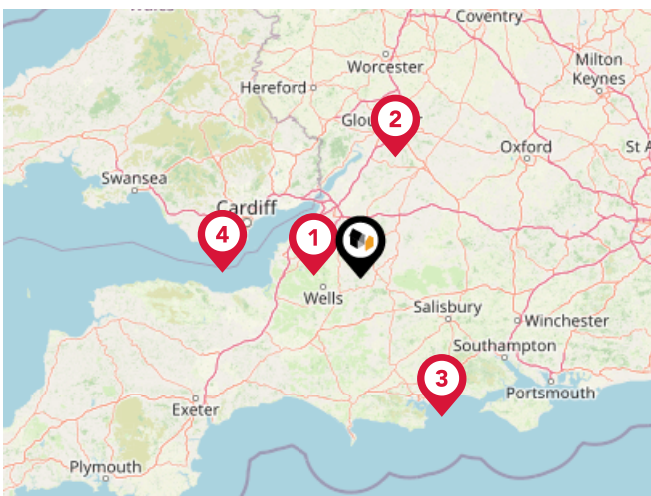 Coventry
Worcester
Milton
Keynes
Hereford
2
Oxford
Swansea
Cardiff
4
1
Wells
Salisbury
Winchester
Southampton
3
Portsmouth
Exeter
Plymouth